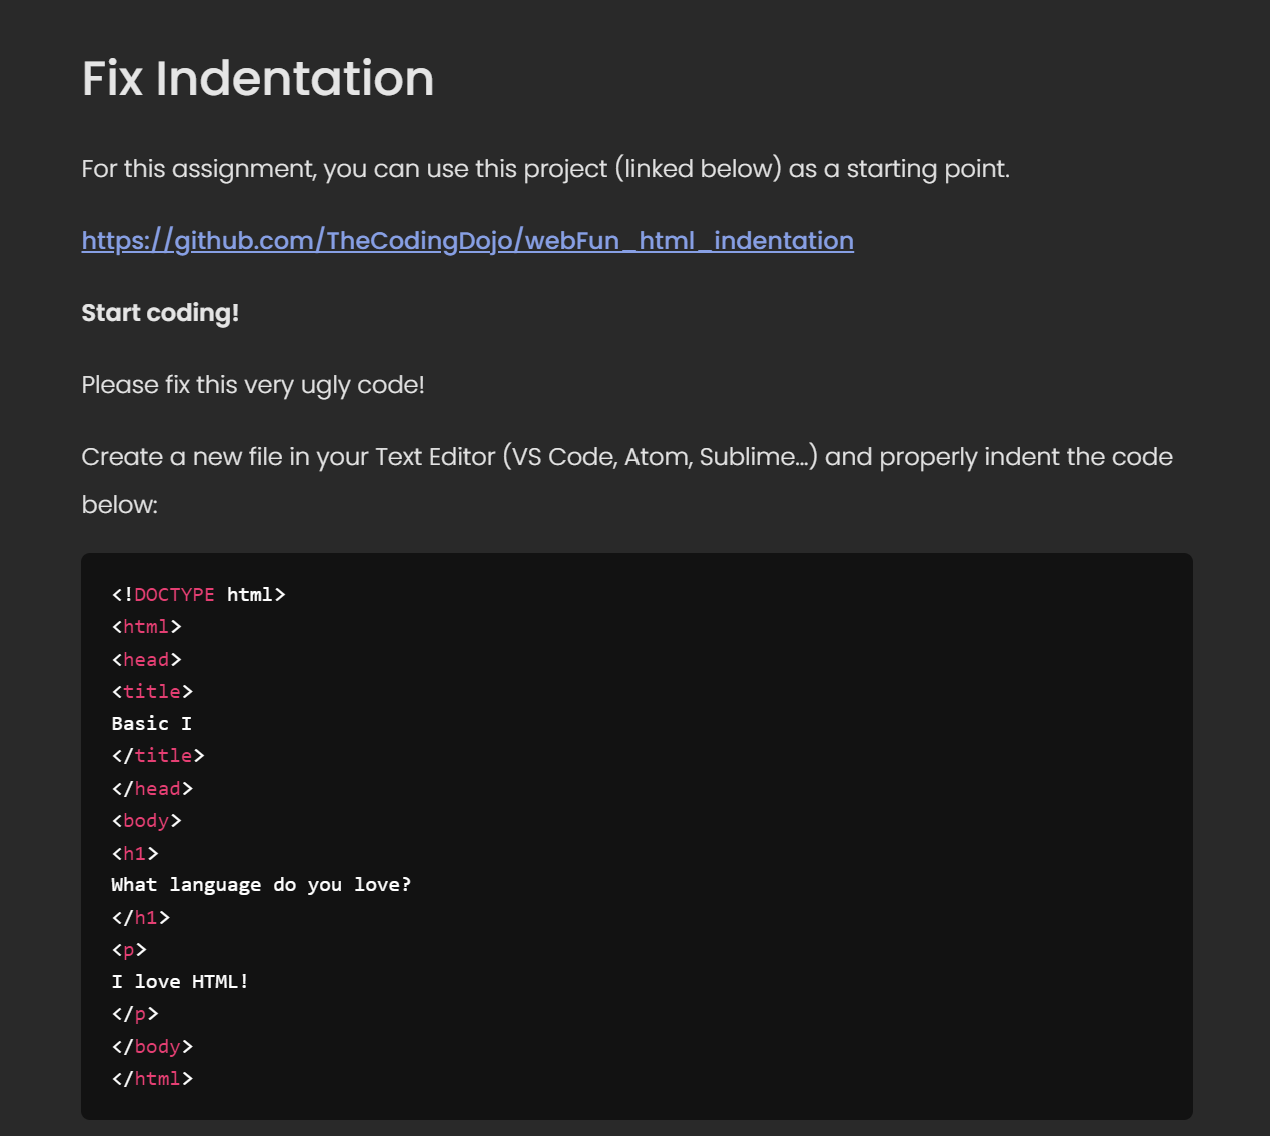 Fix Indentation
For this assignment, you can use this project (linked below) as a starting point.
https://github.com/TheCodingDojo/webFun_html_indentation
Start coding!
Please fix this very ugly code!
Create a new file in your Text Editor (VS Code, Atom, Sublime...) and properly indent the code
below:
<!DOCTYPE html>
<html>
<head>
<title>
Basic I
</title>
</head>
<body>
<h1>
What language do you love?
</h1>
<p>
I love HTML!
</p>
</body>
</html>